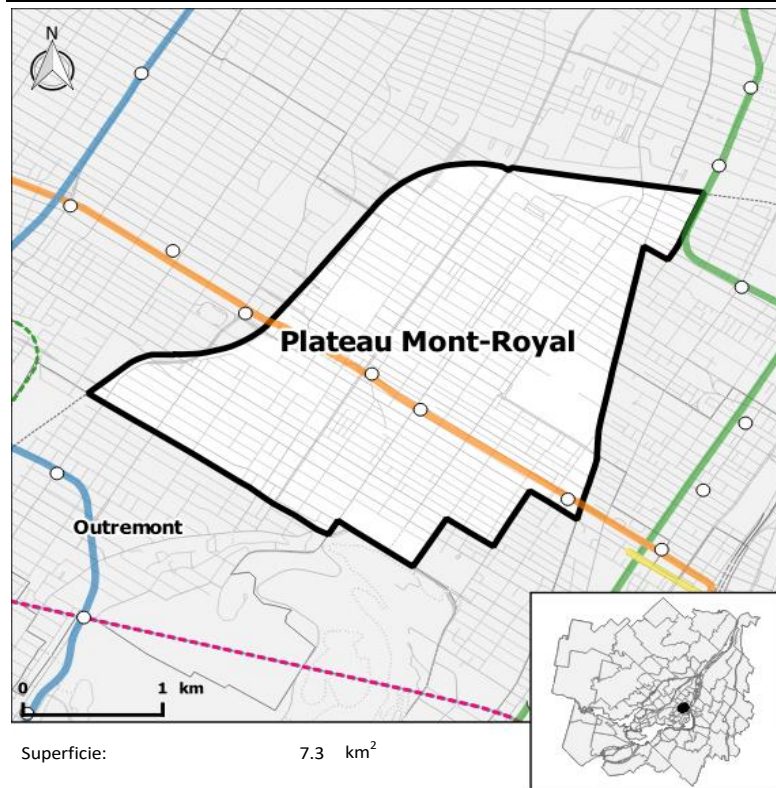 N
Plateau Mont-Royal
Outremont
0 1 km
Superficie: 7.3 km²